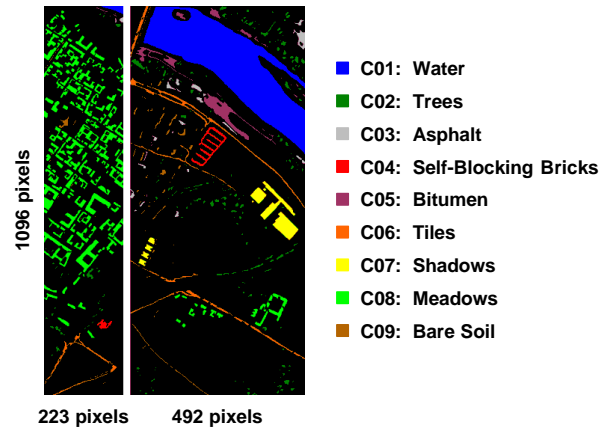 C01: Water
C02: Trees
C03: Asphalt
C04: Self-Blocking Bricks
C05: Bitumen
C06: Tiles
C07: Shadows
C08: Meadows
C09: Bare Soil
1096 pixels
223 pixels
492 pixels